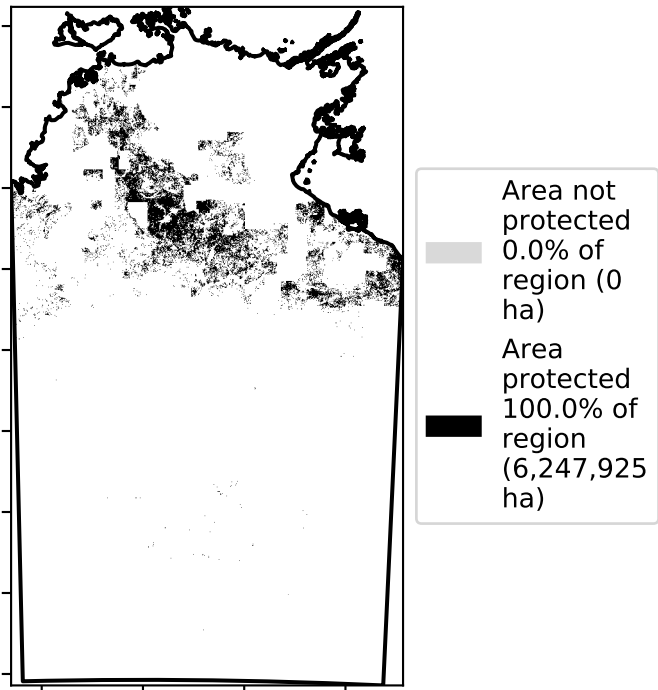 Area not
protected
0.0% of
region (0
ha)
Area
protected
100.0% of
region
(6,247,925
ha)